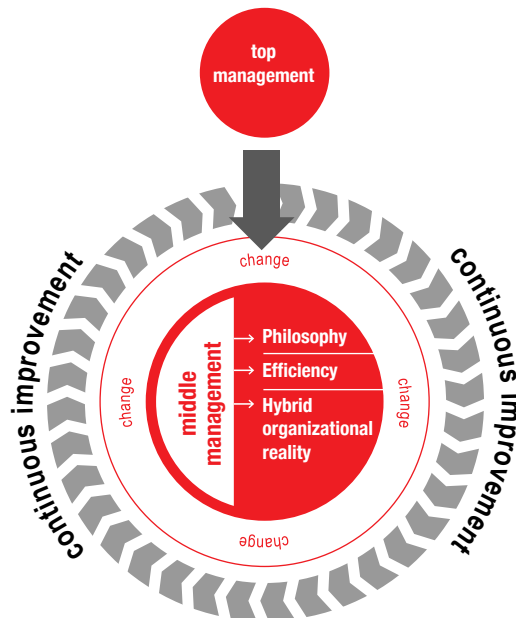 top
management
change
continuous improvement
continuous improvement
change
middle
management
Philosophy
Efficiency
Hybrid
organizational
reality
change
change